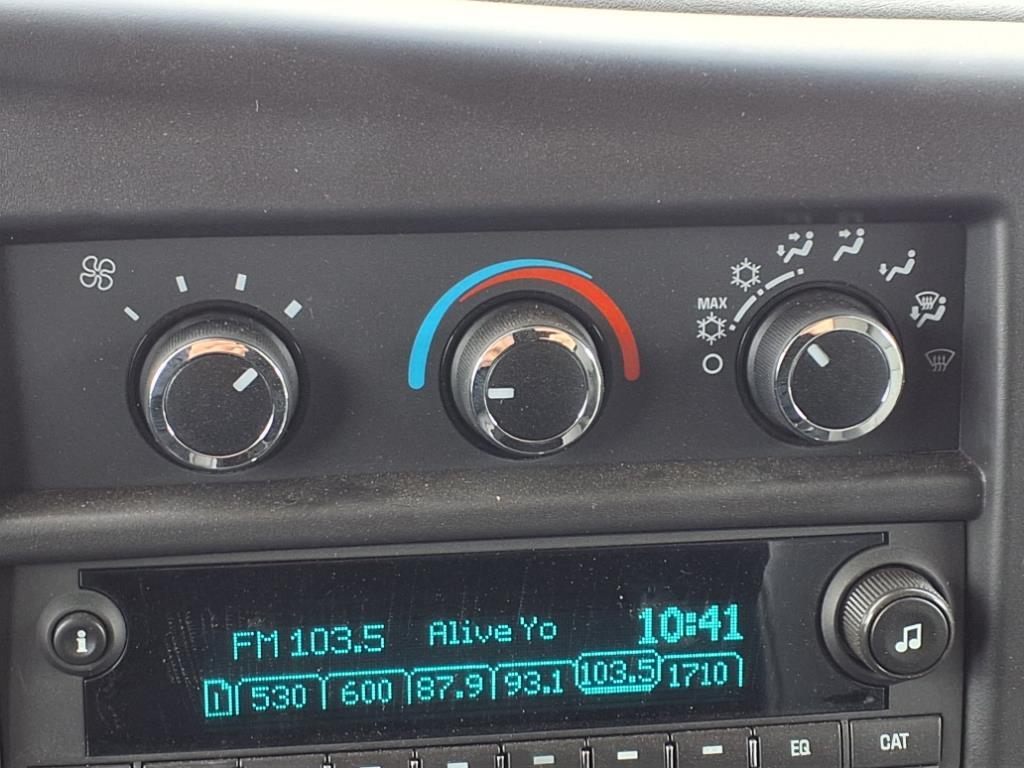 MAX
FM 103.5 Alive Yo 10:41
1 530 600 87.9 93.1 103.5 1710
i
EQ CAT